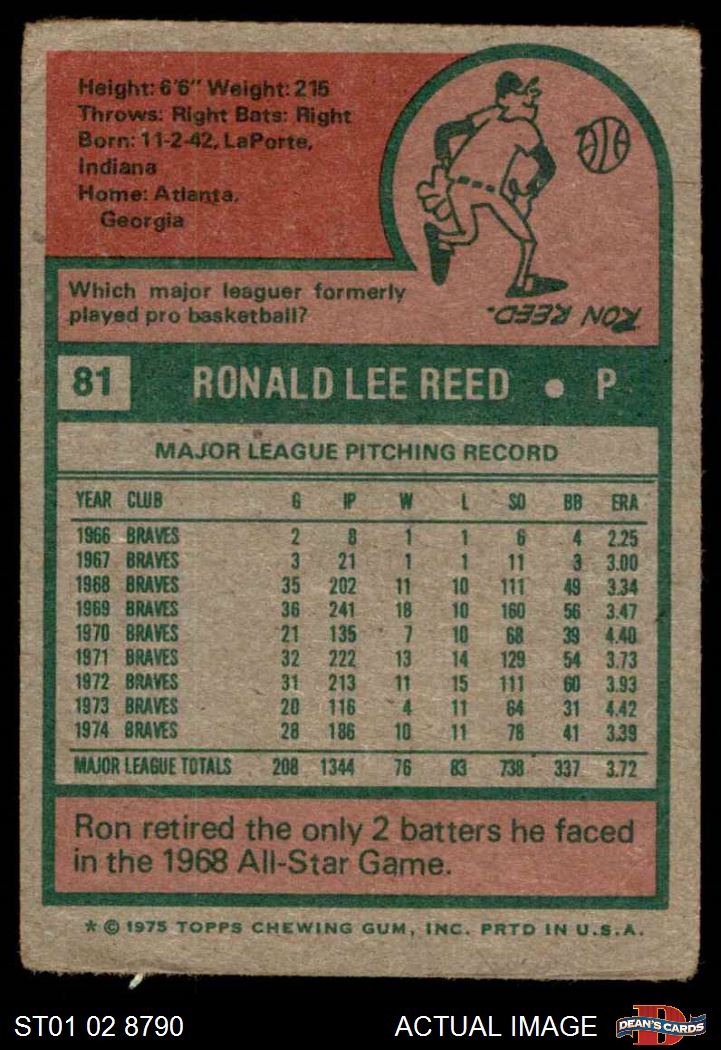 Height: 6'6" Weight: 215
Throws: Right Bats: Right
Born: 11-2-42, LaPorte,
Indiana
Home: Atlanta,
Georgia
Which major leaguer formerly
played pro basketball?
RON REED.
81 RONALD LEE REED • P
MAJOR LEAGUE PITCHING RECORD
YEAR CLUB G IP W L SO BB ERA
1966 BRAVES 2 8 1 1 6 4 2.25
1967 BRAVES 3 21 1 1 11 3 3.00
1968 BRAVES 35 202 11 10 111 49 3.34
1969 BRAVES 36 241 18 10 160 56 3.47
1970 BRAVES 21 135 7 10 68 39 4.40
1971 BRAVES 32 222 13 14 129 54 3.73
1972 BRAVES 31 213 11 15 111 60 3.93
1973 BRAVES 20 116 4 11 64 31 4.42
1974 BRAVES 28 186 10 11 78 41 3.39
MAJOR LEAGUE TOTALS 208 1344 76 83 738 337 3.72
Ron retired the only 2 batters he faced
in the 1968 All-Star Game.
* © 1975 TOPPS CHEWING GUM, INC. PRTD IN U.S.A.
ST01 02 8790 ACTUAL IMAGE D DEAN'S CARDS